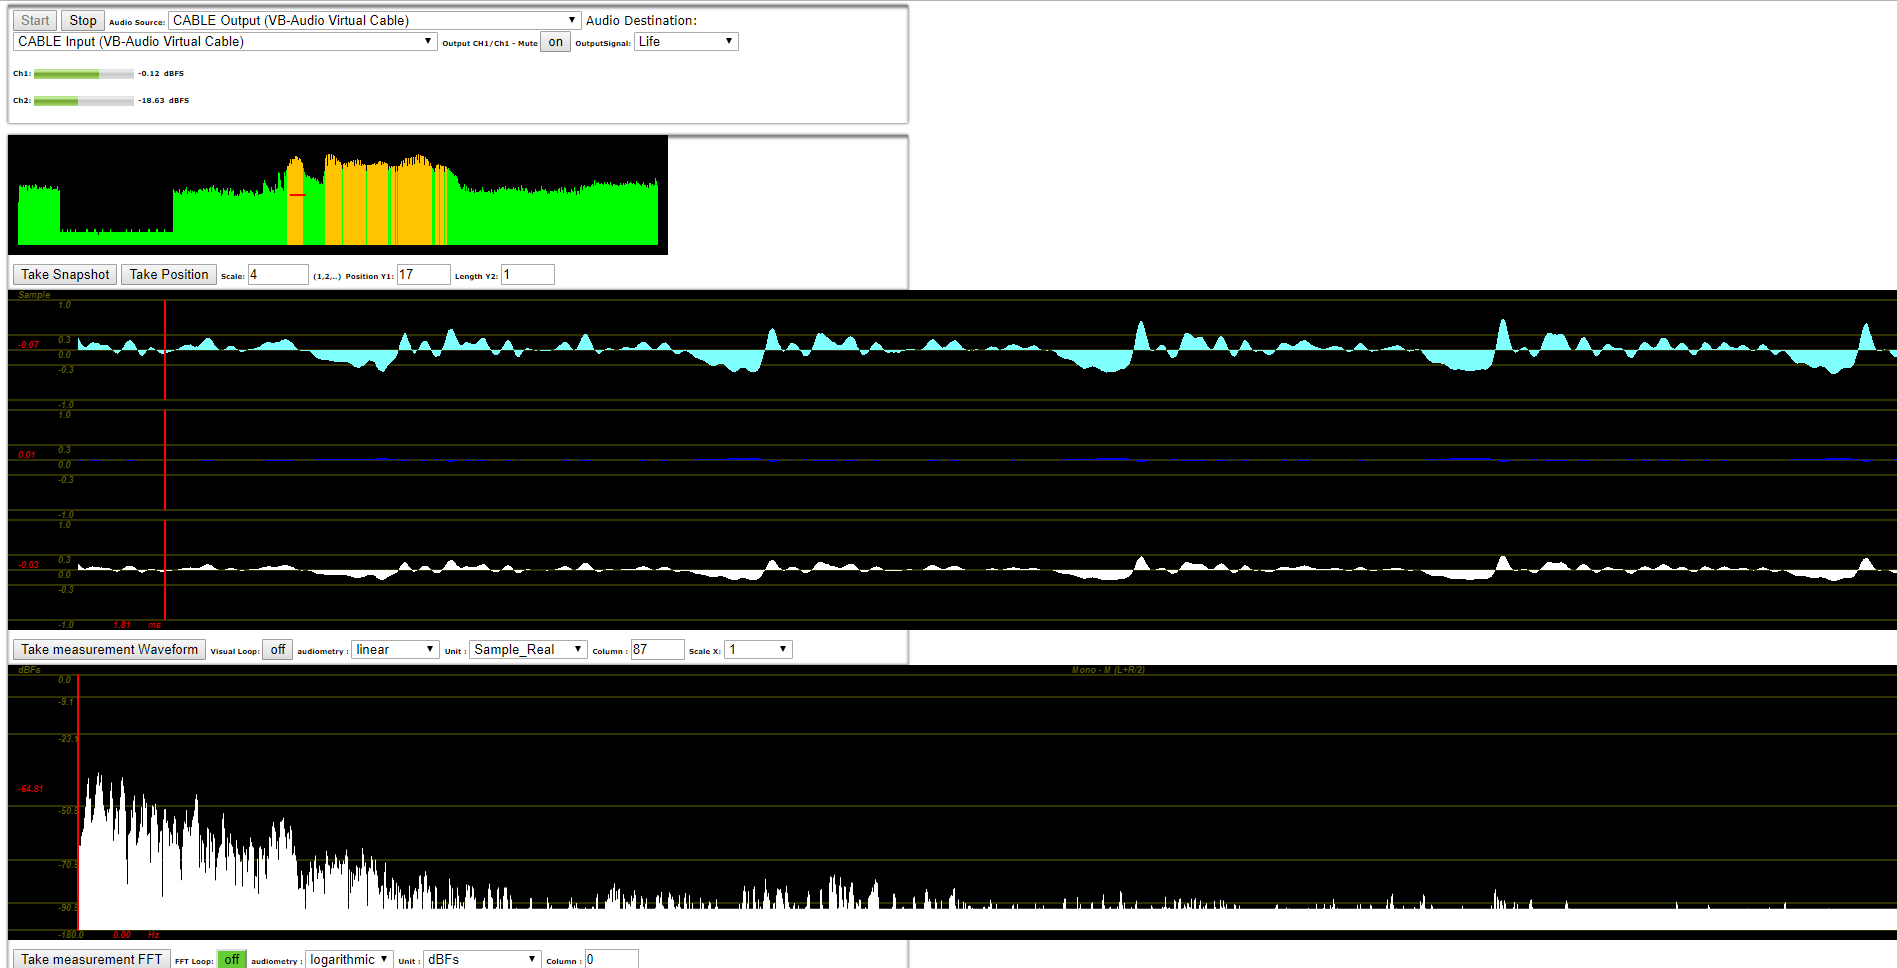 Start Stop Audio Source: CABLE Output (VB-Audio Virtual Cable) Audio Destination:
CABLE Input (VB-Audio Virtual Cable) Output CH1/Ch1 - Mute on OutputSignal: Life
Ch1: -0.12 dBFS
Ch2: -18.63 dBFS
Take Snapshot Take Position Scale: 4 (1,2,..) Position Y1: 17 Length Y2: 1
Sample
1.0
0.3
-0.07
0.0
-0.3
-1.0
1.0
0.3
0.01
0.0
-0.3
-1.0
1.0
0.3
-0.03
0.0
-0.3
-1.0 1.81 ms
Take measurement Waveform Visual Loop: off audiometry : linear Unit : Sample_Real Column : 87 Scale X: 1
dBFs Mono - M (L+R/2)
0.0
-9.1
-23.1
-64.81
-50.5
-70.5
-90.5
-180.0 0.00 Hz
Take measurement FFT FFT Loop: off audiometry : logarithmic Unit : dBFs Column : 0